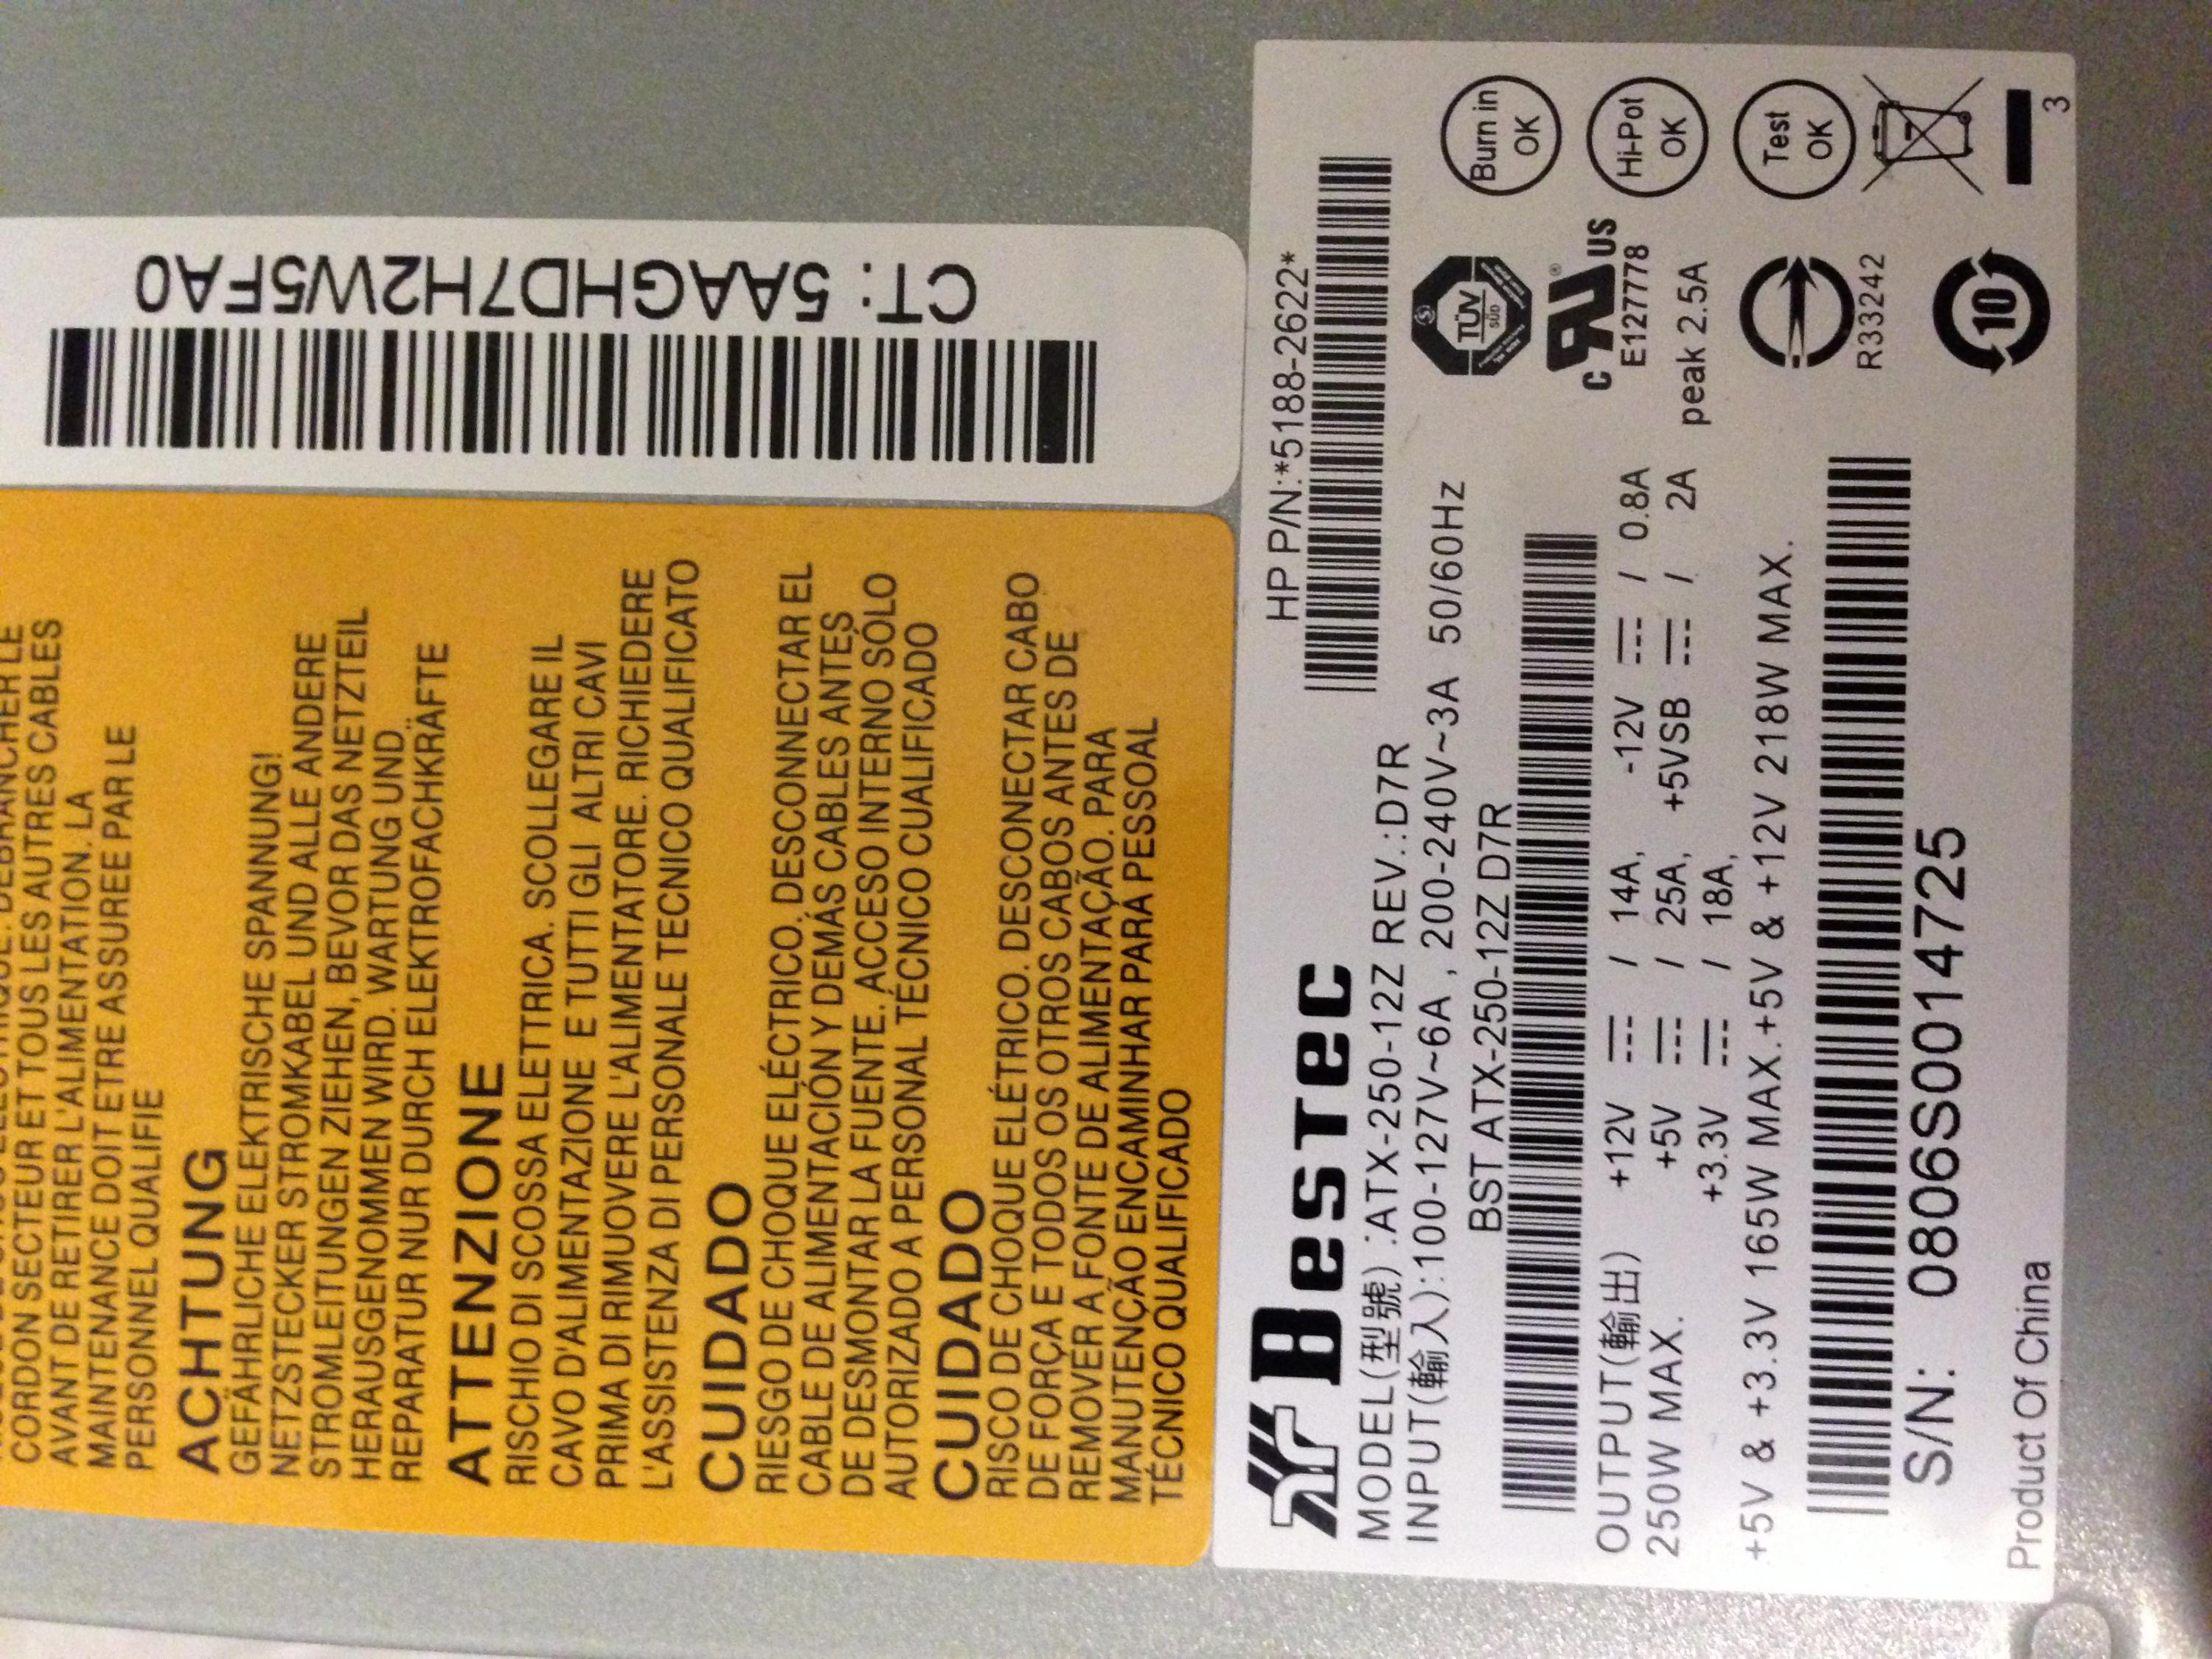 CORDON SECTEUR ET TOUS LES AUTRES CABLES
AVANT DE RETIRER L'ALIMENTATION. LA
MAINTENANCE DOIT ETRE ASSUREE PAR LE
PERSONNEL QUALIFIE
ACHTUNG
GEFÄHRLICHE ELEKTRISCHE SPANNUNG!
NETZSTECKER STROMKABEL UND ALLE ANDERE
STROMLEITUNGEN ZIEHEN, BEVOR DAS NETZTEIL
HERAUSGENOMMEN WIRD. WARTUNG UND
REPARATUR NUR DURCH ELEKTROFACHKRÄFTE
ATTENZIONE
RISCHIO DI SCOSSA ELETTRICA. SCOLLEGARE IL
CAVO D'ALIMENTAZIONE E TUTTI GLI ALTRI CAVI
PRIMA DI RIMUOVERE L'ALIMENTATORE. RICHIEDERE
L'ASSISTENZA DI PERSONALE TECNICO QUALIFICATO
CUIDADO
RIESGO DE CHOQUE ELÉCTRICO. DESCONNECTAR EL
CABLE DE ALIMENTACIÓN Y DEMÁS CABLES ANTES
DE DESMONTAR LA FUENTE. ACCESO INTERNO SÓLO
AUTORIZADO A PERSONAL TÉCNICO CUALIFICADO
CUIDADO
RISCO DE CHOQUE ELÉTRICO. DESCONECTAR CABO
DE FORÇA E TODOS OS OTROS CABOS ANTES DE
REMOVER A FONTE DE ALIMENTAÇÃO. PARA
MANUTENÇÃO ENCAMINHAR PARA PESSOAL
TÉCNICO QUALIFICADO
CT: 5AAGHD7H2W5FA0
Bestec
HP P/N:*5188-2622*
MODEL(型號) :ATX-250-12Z REV.:D7R
INPUT(輸入):100-127V~6A , 200-240V~3A 50/60Hz
BST ATX-250-12Z D7R
OUTPUT(輸出) +12V / 14A, -12V / 0.8A
250W MAX. +5V / 25A, +5VSB / 2A peak 2.5A
+3.3V / 18A,
+5V & +3.3V 165W MAX.+5V & +12V 218W MAX.
S/N: 0806S0014725
Product Of China
TÜV
SÜD
C US
E127778
R33242
10
Burn in
OK
Hi-Pot
OK
Test
OK
3